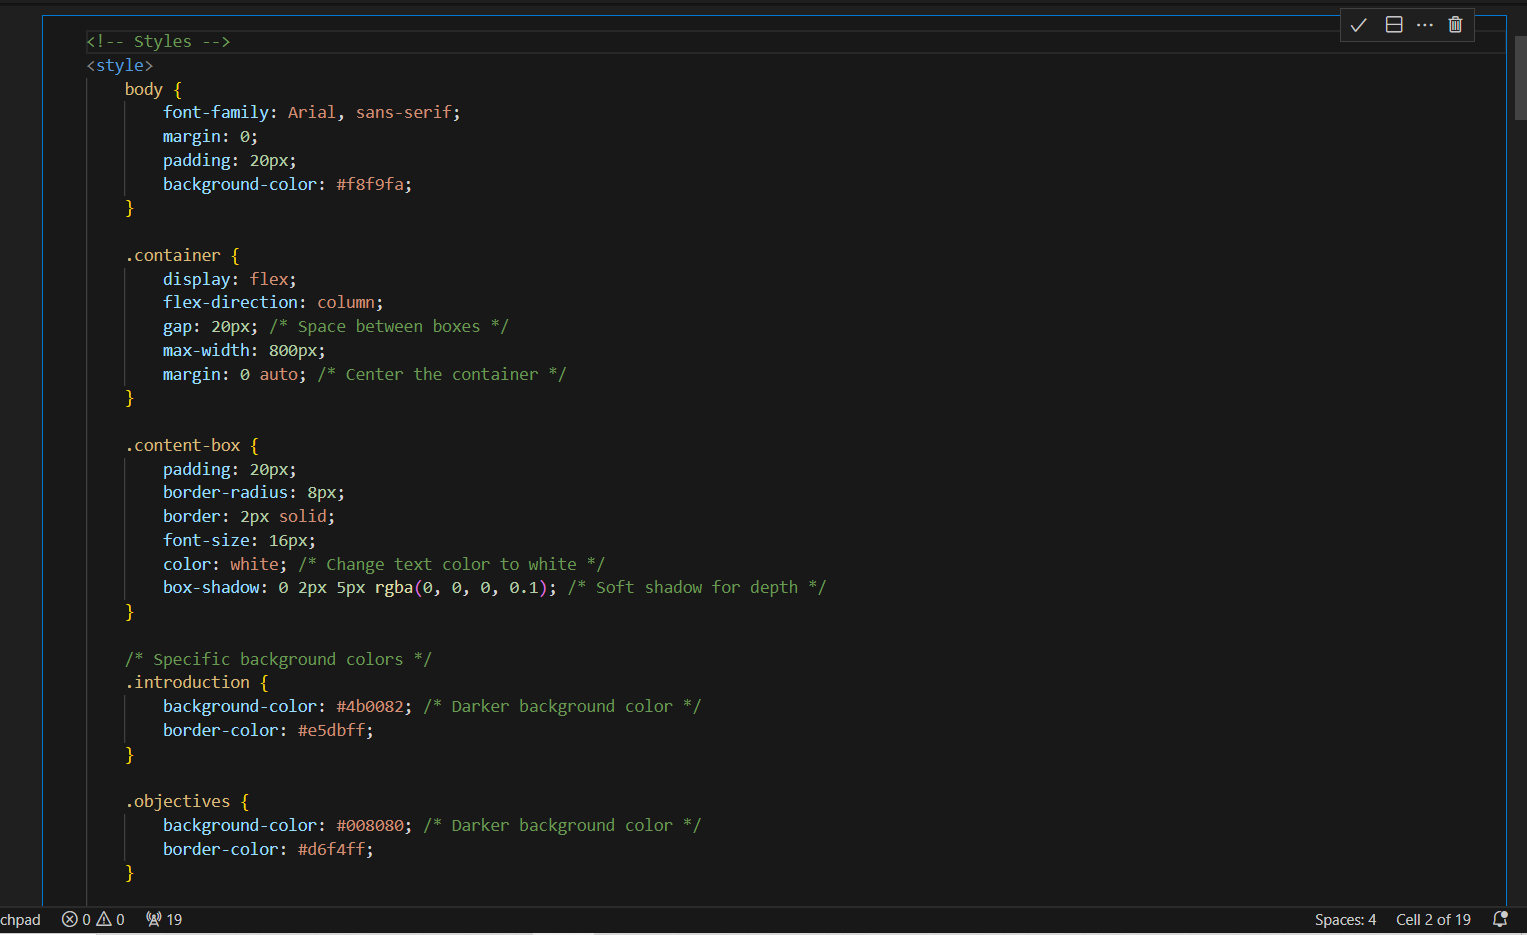 <!-- Styles -->
<style>
    body {
        font-family: Arial, sans-serif;
        margin: 0;
        padding: 20px;
        background-color: #f8f9fa;
    }

    .container {
        display: flex;
        flex-direction: column;
        gap: 20px; /* Space between boxes */
        max-width: 800px;
        margin: 0 auto; /* Center the container */
    }

    .content-box {
        padding: 20px;
        border-radius: 8px;
        border: 2px solid;
        font-size: 16px;
        color: white; /* Change text color to white */
        box-shadow: 0 2px 5px rgba(0, 0, 0, 0.1); /* Soft shadow for depth */
    }

    /* Specific background colors */
    .introduction {
        background-color: #4b0082; /* Darker background color */
        border-color: #e5dbff;
    }

    .objectives {
        background-color: #008080; /* Darker background color */
        border-color: #d6f4ff;
    }
chpad 0 0 19 Spaces: 4 Cell 2 of 19